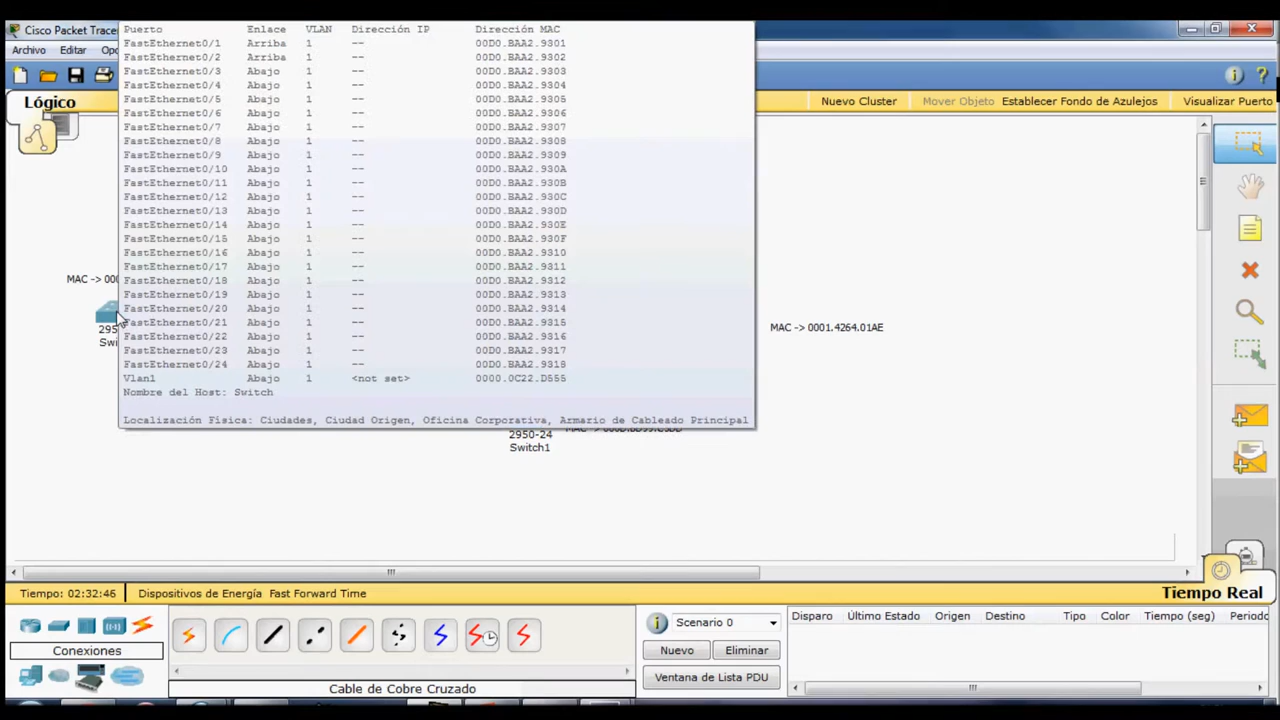 Cisco Packet Tracer
Archivo Editar
Lógico
Nuevo Cluster Mover Objeto Establecer Fondo de Azulejos Visualizar Puerto
Puerto Enlace VLAN Dirección IP Dirección MAC
FastEthernet0/1 Arriba 1 -- 00D0.BAA2.9301
FastEthernet0/2 Arriba 1 -- 00D0.BAA2.9302
FastEthernet0/3 Abajo 1 -- 00D0.BAA2.9303
FastEthernet0/4 Abajo 1 -- 00D0.BAA2.9304
FastEthernet0/5 Abajo 1 -- 00D0.BAA2.9305
FastEthernet0/6 Abajo 1 -- 00D0.BAA2.9306
FastEthernet0/7 Abajo 1 -- 00D0.BAA2.9307
FastEthernet0/8 Abajo 1 -- 00D0.BAA2.9308
FastEthernet0/9 Abajo 1 -- 00D0.BAA2.9309
FastEthernet0/10 Abajo 1 -- 00D0.BAA2.930A
FastEthernet0/11 Abajo 1 -- 00D0.BAA2.930B
FastEthernet0/12 Abajo 1 -- 00D0.BAA2.930C
FastEthernet0/13 Abajo 1 -- 00D0.BAA2.930D
FastEthernet0/14 Abajo 1 -- 00D0.BAA2.930E
FastEthernet0/15 Abajo 1 -- 00D0.BAA2.930F
FastEthernet0/16 Abajo 1 -- 00D0.BAA2.9310
FastEthernet0/17 Abajo 1 -- 00D0.BAA2.9311
FastEthernet0/18 Abajo 1 -- 00D0.BAA2.9312
FastEthernet0/19 Abajo 1 -- 00D0.BAA2.9313
FastEthernet0/20 Abajo 1 -- 00D0.BAA2.9314
FastEthernet0/21 Abajo 1 -- 00D0.BAA2.9315
FastEthernet0/22 Abajo 1 -- 00D0.BAA2.9316
FastEthernet0/23 Abajo 1 -- 00D0.BAA2.9317
FastEthernet0/24 Abajo 1 -- 00D0.BAA2.9318
Vlan1 Abajo 1 <not set> 0000.0C22.D555
Nombre del Host: Switch
Localización Física: Ciudades, Ciudad Origen, Oficina Corporativa, Armario de Cableado Principal
MAC -> 000
295
Swi
MAC -> 0001.4264.01AE
2950-24
Switch1
Tiempo: 02:32:46 Dispositivos de Energía Fast Forward Time
Tiempo Real
Conexiones
Cable de Cobre Cruzado
Scenario 0
Nuevo Eliminar
Ventana de Lista PDU
Disparo Último Estado Origen Destino Tipo Color Tiempo (seg) Periodo